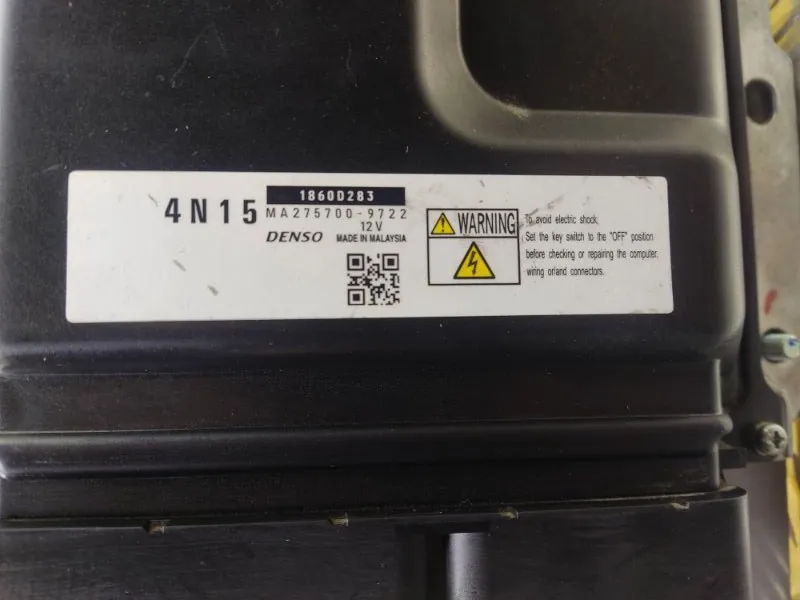 4N15
1860D283
MA275700-9722
12V
DENSO MADE IN MALAYSIA
WARNING
To avoid electric shock,
Set the key switch to the "OFF" position
before checking or repairing the computer,
wiring or/and connectors.